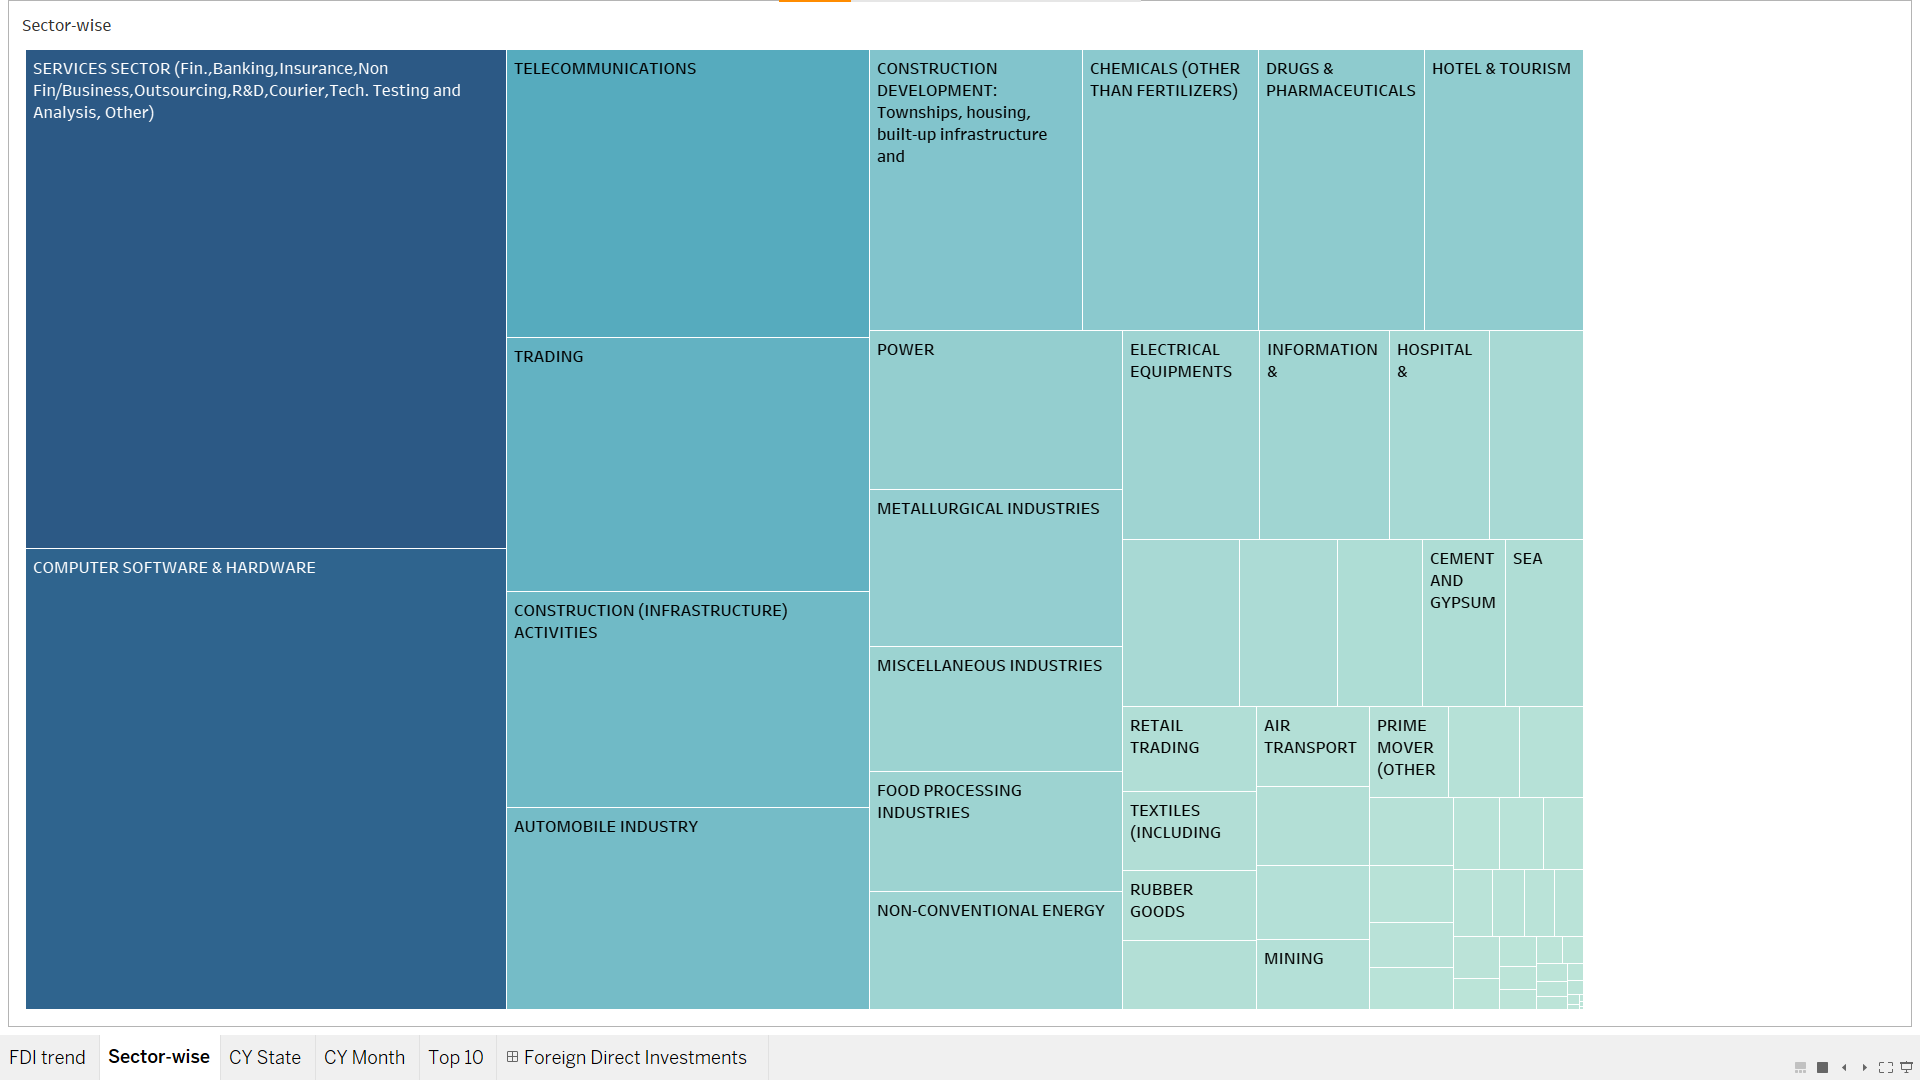 Sector-wise
SERVICES SECTOR (Fin.,Banking,Insurance,Non
Fin/Business,Outsourcing,R&D,Courier,Tech. Testing and
Analysis, Other)
COMPUTER SOFTWARE & HARDWARE
TELECOMMUNICATIONS
TRADING
CONSTRUCTION (INFRASTRUCTURE)
ACTIVITIES
AUTOMOBILE INDUSTRY
CONSTRUCTION
DEVELOPMENT:
Townships, housing,
built-up infrastructure
and
CHEMICALS (OTHER
THAN FERTILIZERS)
DRUGS &
PHARMACEUTICALS
HOTEL & TOURISM
POWER
METALLURGICAL INDUSTRIES
MISCELLANEOUS INDUSTRIES
FOOD PROCESSING
INDUSTRIES
NON-CONVENTIONAL ENERGY
ELECTRICAL
EQUIPMENTS
INFORMATION
&
HOSPITAL
&
CEMENT
AND
GYPSUM
SEA
RETAIL
TRADING
TEXTILES
(INCLUDING
RUBBER
GOODS
AIR
TRANSPORT
MINING
PRIME
MOVER
(OTHER
FDI trend
Sector-wise
CY State
CY Month
Top 10
Foreign Direct Investments